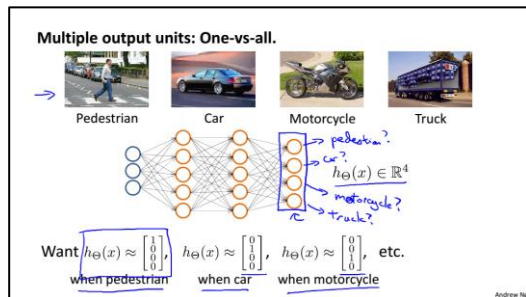 Multiple output units: One-vs-all.
Pedestrian Car Motorcycle Truck
pedestrian?
car?
hΘ(x) ∈ ℝ⁴
motorcycle?
truck?
Want hΘ(x) ≈ [1 0 0 0], hΘ(x) ≈ [0 1 0 0], hΘ(x) ≈ [0 0 1 0], etc.
when pedestrian when car when motorcycle
Andrew Ng